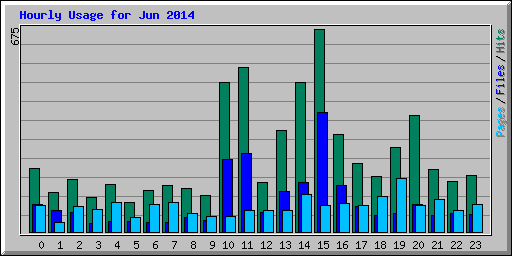 Hourly Usage for Jun 2014
675
Pages/Files/Hits
0 1 2 3 4 5 6 7 8 9 10 11 12 13 14 15 16 17 18 19 20 21 22 23